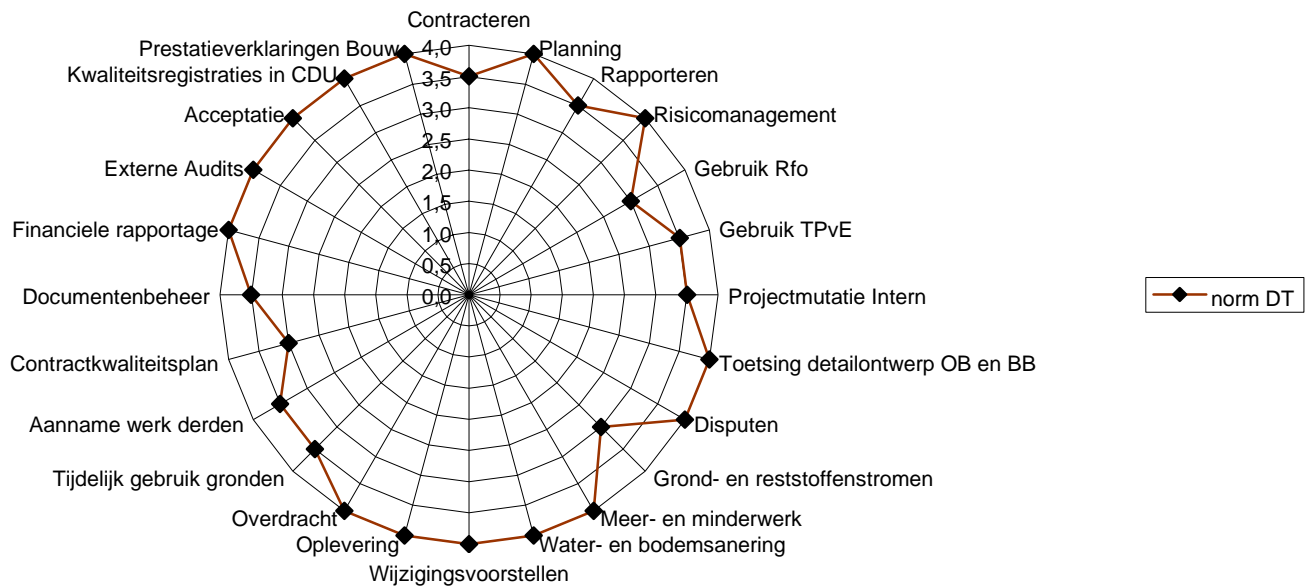 Contracteren
Planning
Rapporteren
Risicomanagement
Gebruik Rfo
Gebruik TPvE
Projectmutatie Intern
Toetsing detailontwerp OB en BB
Disputen
Grond- en reststoffenstromen
Meer- en minderwerk
Water- en bodemsanering
Wijzigingsvoorstellen
Oplevering
Overdracht
Tijdelijk gebruik gronden
Aanname werk derden
Contractkwaliteitsplan
Documentenbeheer
Financiele rapportage
Externe Audits
Acceptatie
Kwaliteitsregistraties in CDU
Prestatieverklaringen Bouw
4,0
3,5
3,0
2,5
2,0
1,5
1,0
0,5
0,0
norm DT